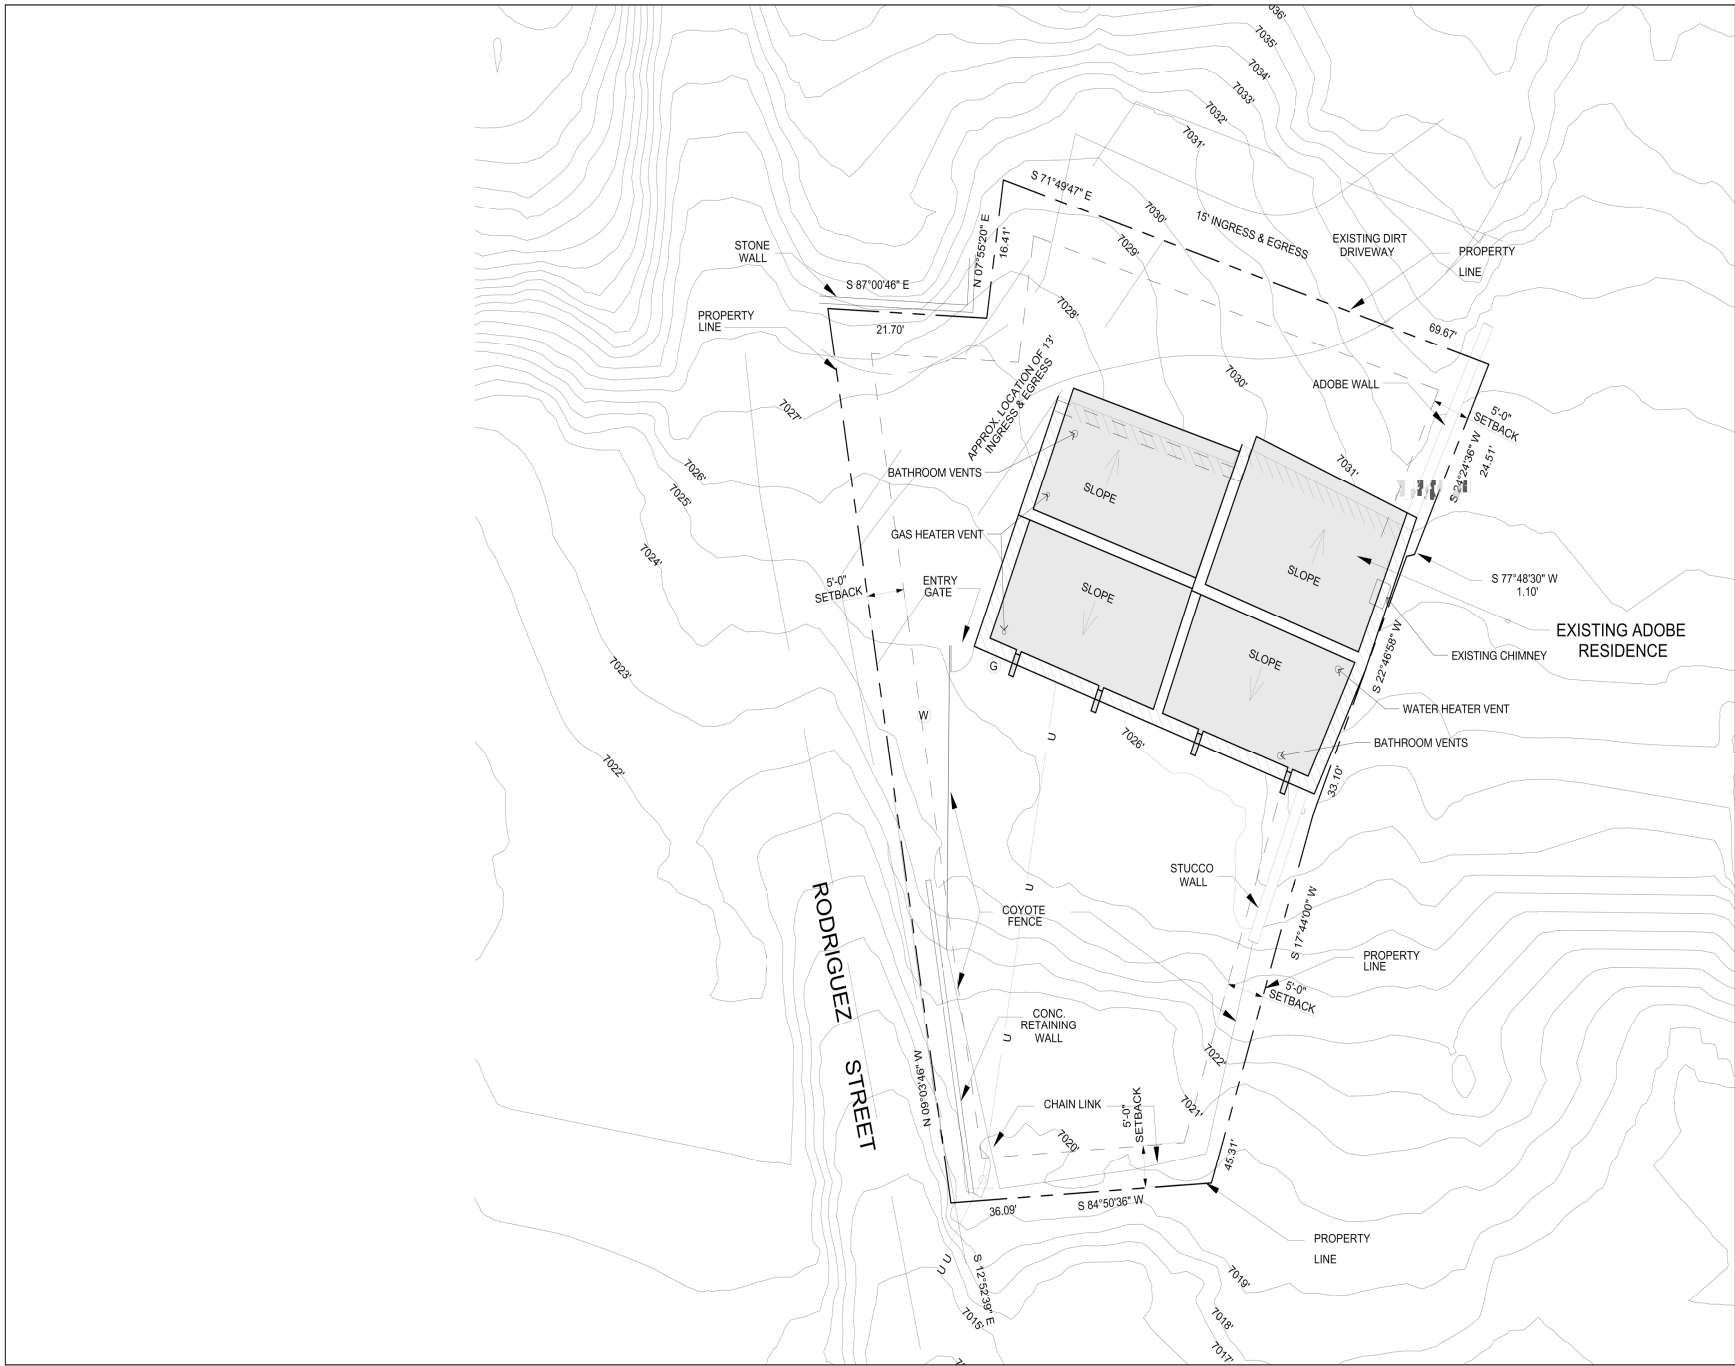 7036'
7035'
7034'
7033'
7032'
7031'
S 71°49'47" E
7030'
15' INGRESS & EGRESS
7029'
EXISTING DIRT
DRIVEWAY
PROPERTY
LINE
STONE
WALL
N 07°55'20" E
16.41'
S 87°00'46" E
7028'
PROPERTY
LINE
21.70'
69.67'
APPROX. LOCATION OF 13'
INGRESS & EGRESS
7030'
ADOBE WALL
7027'
5'-0"
SETBACK
S 24°24'36" W
24.51'
7026'
BATHROOM VENTS
7031'
7025'
SLOPE
GAS HEATER VENT
7024'
5'-0"
SETBACK
ENTRY
GATE
SLOPE
SLOPE
S 77°48'30" W
1.10'
EXISTING ADOBE
RESIDENCE
7023'
G
SLOPE
S 22°46'58" W
EXISTING CHIMNEY
W
WATER HEATER VENT
U
7026'
BATHROOM VENTS
7022'
33.10'
STUCCO
WALL
U
COYOTE
FENCE
S 17°44'00" W
RODRIGUEZ
STREET
PROPERTY
LINE
5'-0"
SETBACK
CONC.
RETAINING
WALL
U
7022'
N 09°03'46" W
CHAIN LINK
5'-0"
SETBACK
7021'
7020'
45.31'
36.09'
S 84°50'36" W
PROPERTY
LINE
U U
S 12°52'39" E
7019'
7015'
7018'
7017'